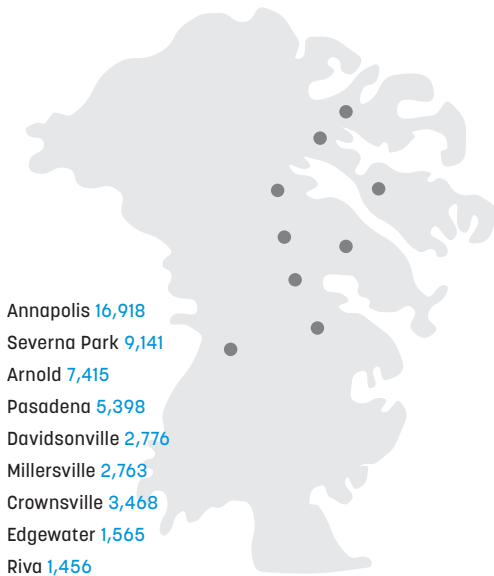 Annapolis 16,918
Severna Park 9,141
Arnold 7,415
Pasadena 5,398
Davidsonville 2,776
Millersville 2,763
Crownsville 3,468
Edgewater 1,565
Riva 1,456